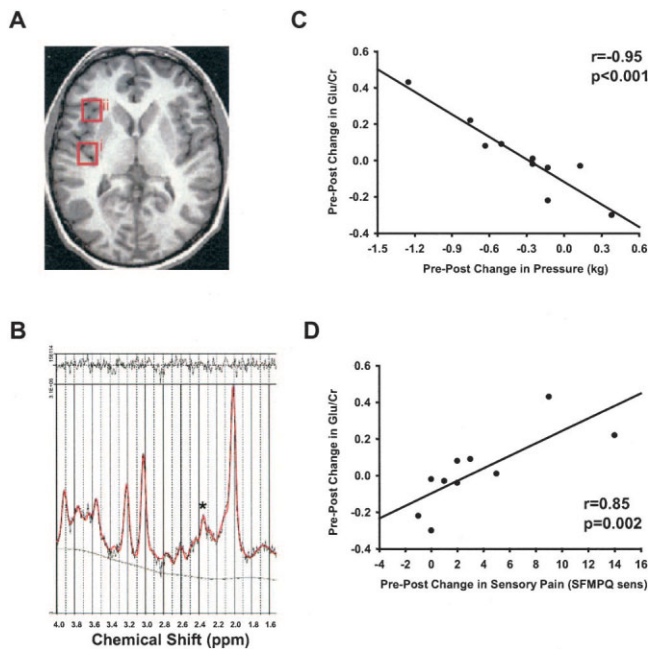 A
ii
i
B
3.1E+06
4.0 3.8 3.6 3.4 3.2 3.0 2.8 2.6 2.4 2.2 2.0 1.8 1.6
*
Chemical Shift (ppm)
C
r=-0.95
p<0.001
Pre-Post Change in Glu/Cr
0.6
0.4
0.2
0.0
-0.2
-0.4
-1.5 -1.2 -0.9 -0.6 -0.3 0.0 0.3 0.6
Pre-Post Change in Pressure (kg)
D
Pre-Post Change in Glu/Cr
0.6
0.4
0.2
0.0
-0.2
-0.4
r=0.85
p=0.002
-4 -2 0 2 4 6 8 10 12 14 16
Pre-Post Change in Sensory Pain (SFMPQ sens)